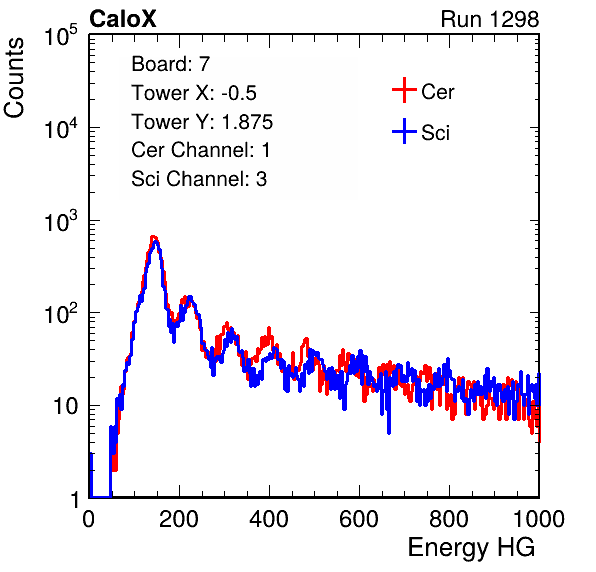 CaloX Run 1298
Counts
10^5
10^4
10^3
10^2
10
1
Board: 7
Tower X: -0.5
Tower Y: 1.875
Cer Channel: 1
Sci Channel: 3
Cer
Sci
0 200 400 600 800 1000
Energy HG